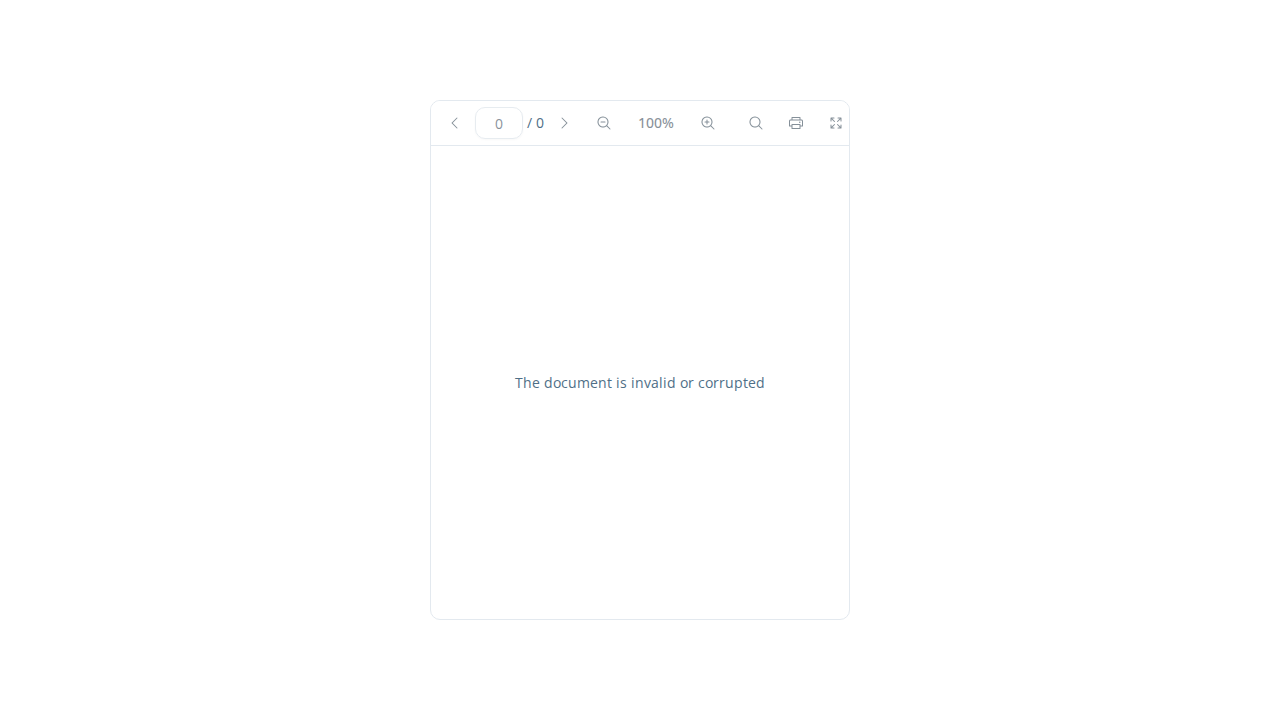 0 / 0 100%
The document is invalid or corrupted